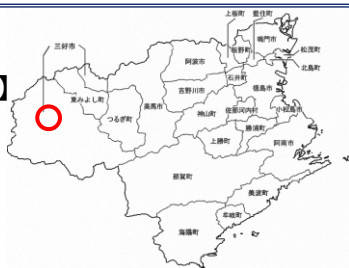 上板町 藍住町
三好市
鳴門市
阿波市
板野町
松茂町
北島町
石井町
徳島市
東みよし町
美馬市
吉野川市
つるぎ町
神山町
佐那河内村
小松島市
勝浦町
上勝町
阿南市
那賀町
美波町
牟岐町
海陽町